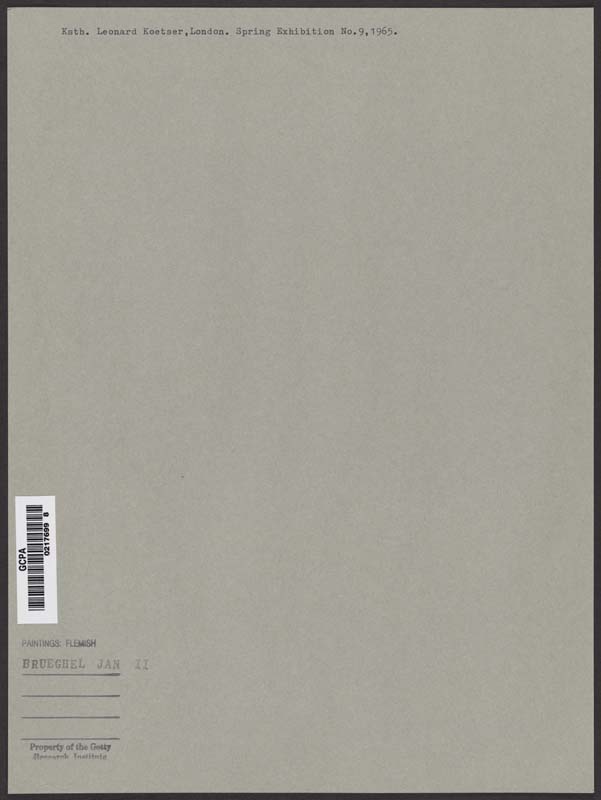 Ksth. Leonard Koetser,London. Spring Exhibition No.9,1965.
GCPA
0217699 8
PAINTINGS: FLEMISH
BRUEGHEL JAN II
Property of the Getty
Research Institute